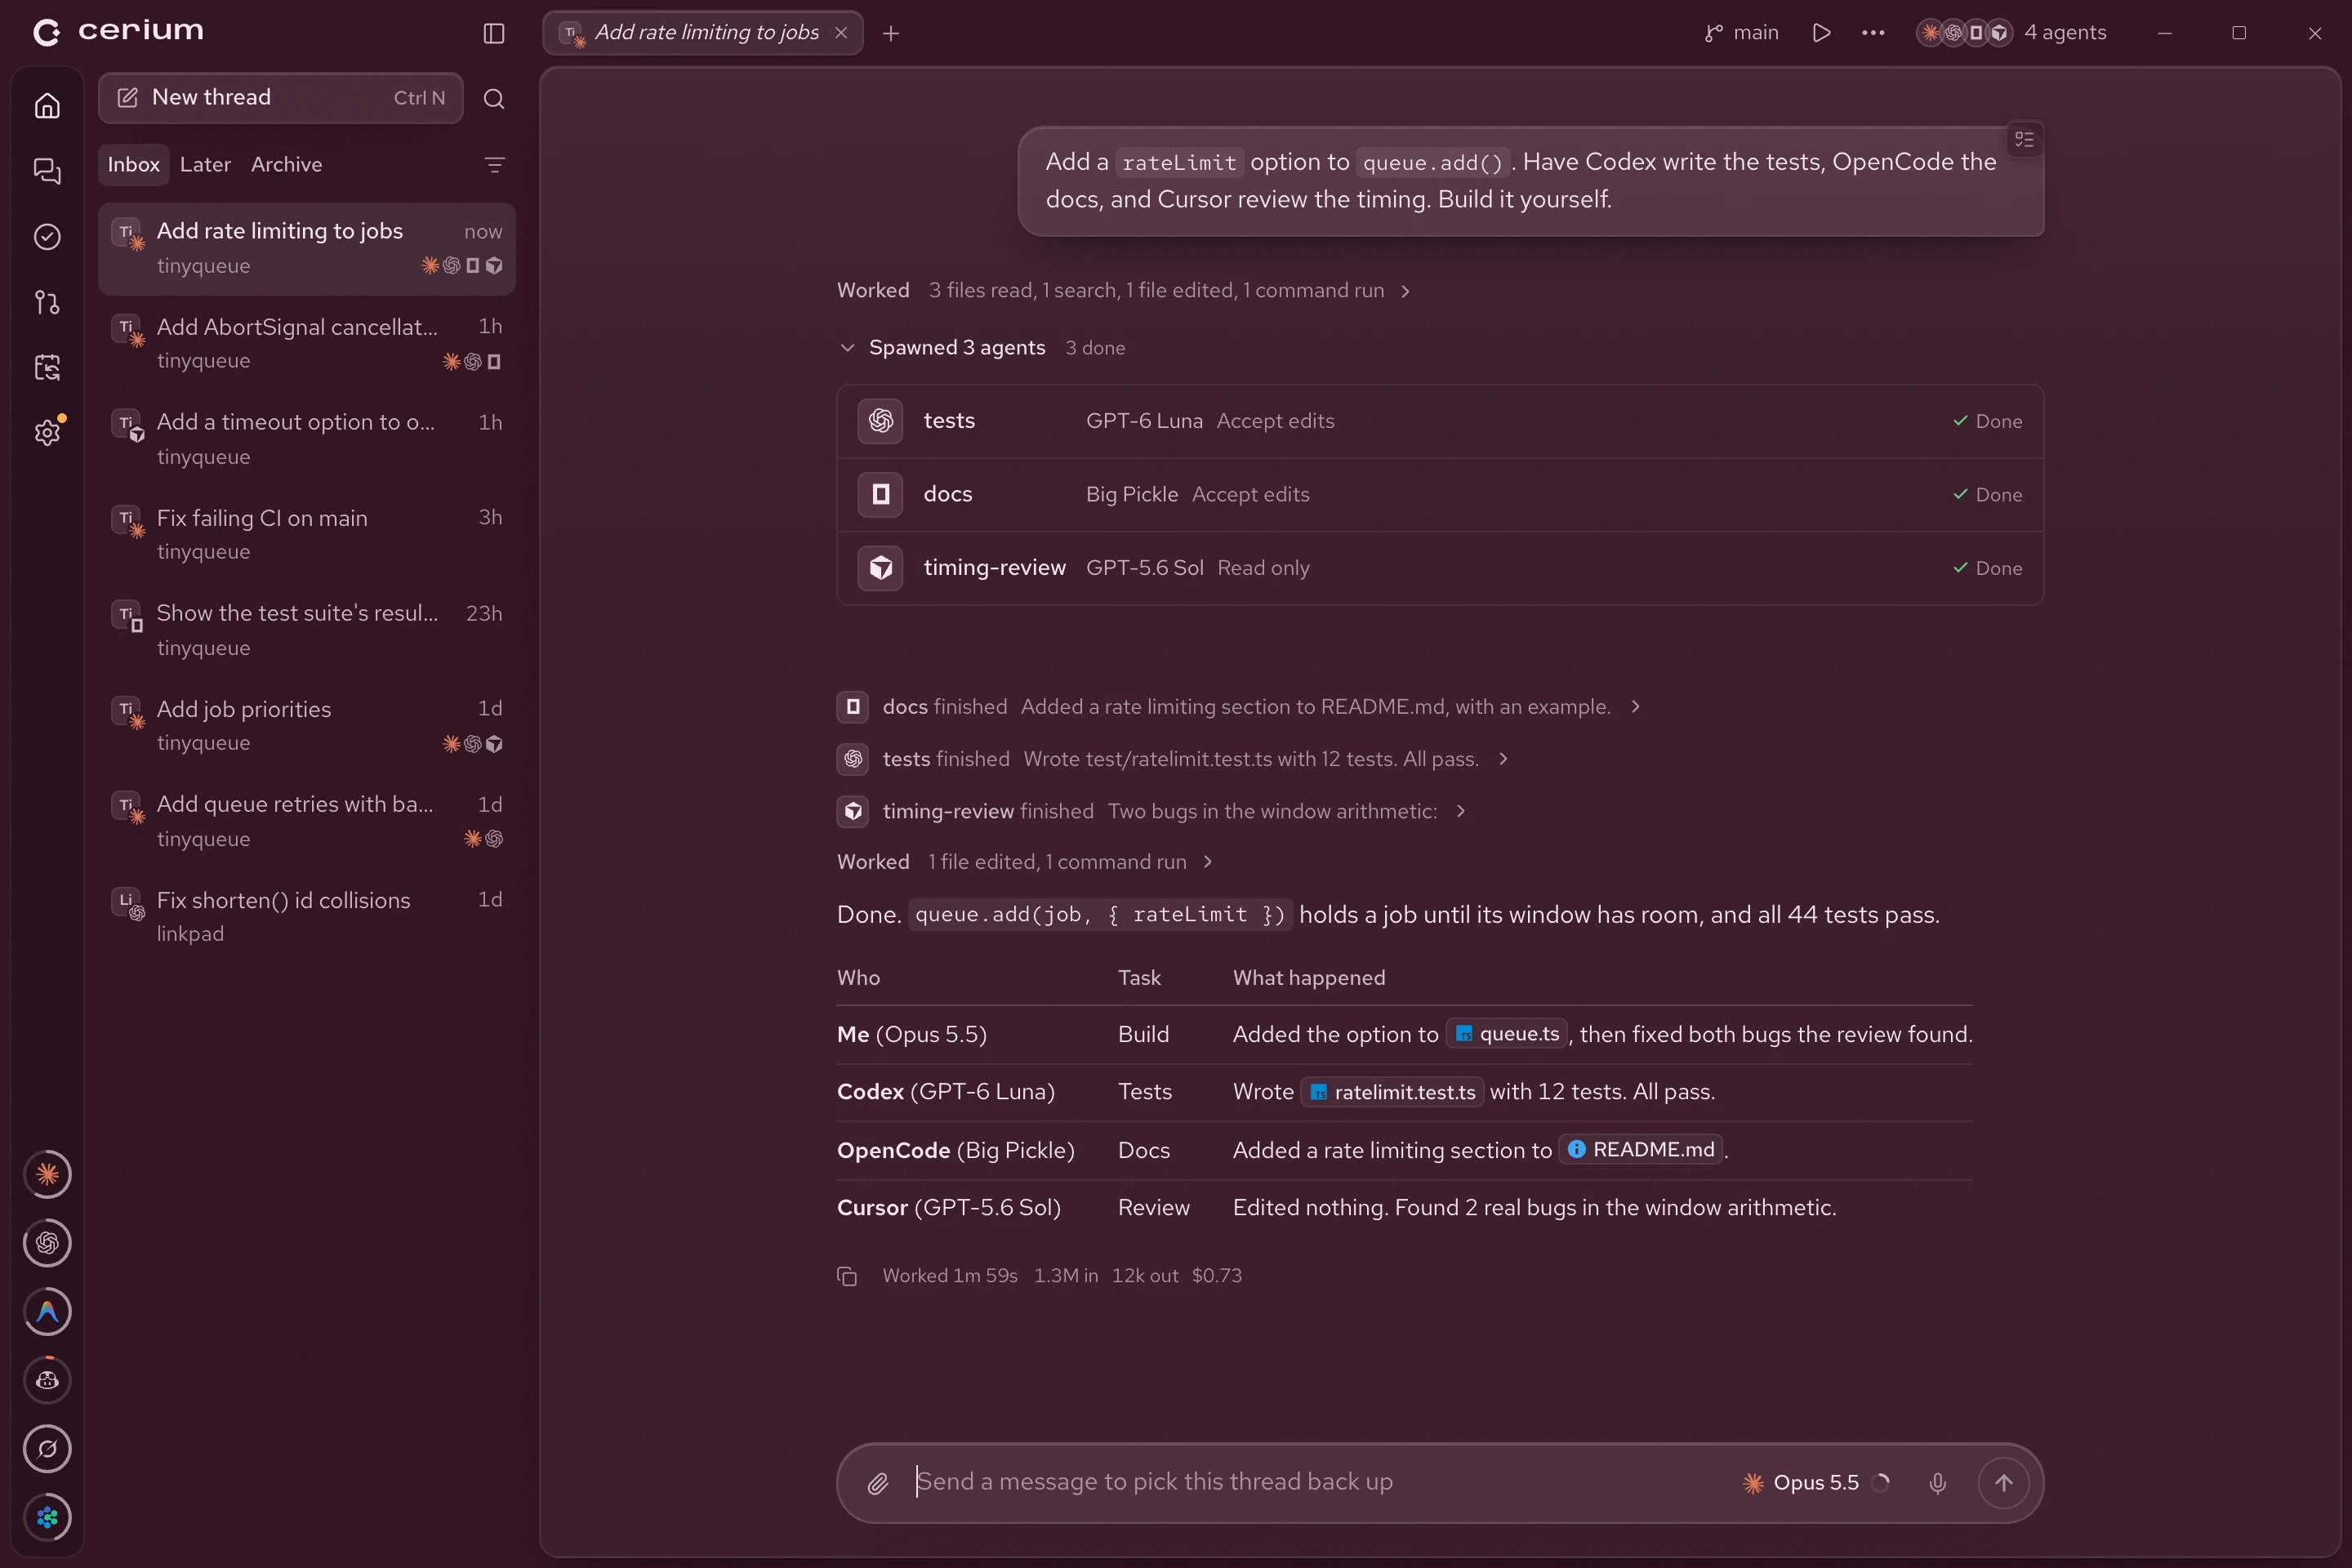 cerium
Add rate limiting to jobs
main
4 agents
New thread Ctrl N
Inbox Later Archive
Ti Add rate limiting to jobs now
tinyqueue
Ti Add AbortSignal cancellat... 1h
tinyqueue
Ti Add a timeout option to o... 1h
tinyqueue
Ti Fix failing CI on main 3h
tinyqueue
Ti Show the test suite's resul... 23h
tinyqueue
Ti Add job priorities 1d
tinyqueue
Ti Add queue retries with ba... 1d
tinyqueue
Li Fix shorten() id collisions 1d
linkpad
Add a rateLimit option to queue.add(). Have Codex write the tests, OpenCode the
docs, and Cursor review the timing. Build it yourself.
Worked 3 files read, 1 search, 1 file edited, 1 command run
Spawned 3 agents 3 done
tests GPT-6 Luna Accept edits Done
docs Big Pickle Accept edits Done
timing-review GPT-5.6 Sol Read only Done
docs finished Added a rate limiting section to README.md, with an example.
tests finished Wrote test/ratelimit.test.ts with 12 tests. All pass.
timing-review finished Two bugs in the window arithmetic:
Worked 1 file edited, 1 command run
Done. queue.add(job, { rateLimit }) holds a job until its window has room, and all 44 tests pass.
Who Task What happened
Me (Opus 5.5) Build Added the option to TS queue.ts, then fixed both bugs the review found.
Codex (GPT-6 Luna) Tests Wrote TS ratelimit.test.ts with 12 tests. All pass.
OpenCode (Big Pickle) Docs Added a rate limiting section to README.md.
Cursor (GPT-5.6 Sol) Review Edited nothing. Found 2 real bugs in the window arithmetic.
Worked 1m 59s 1.3M in 12k out $0.73
Send a message to pick this thread back up
Opus 5.5